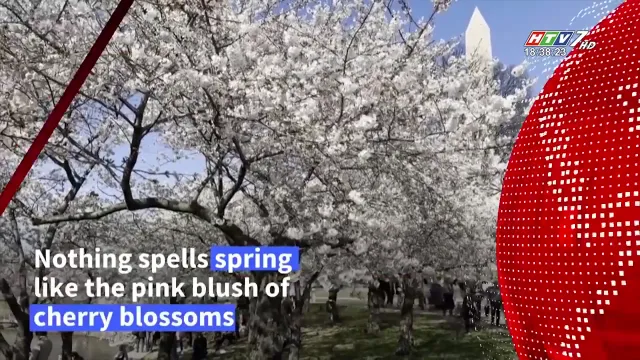 HTV7 HD
18:38:23
Nothing spells spring
like the pink blush of
cherry blossoms